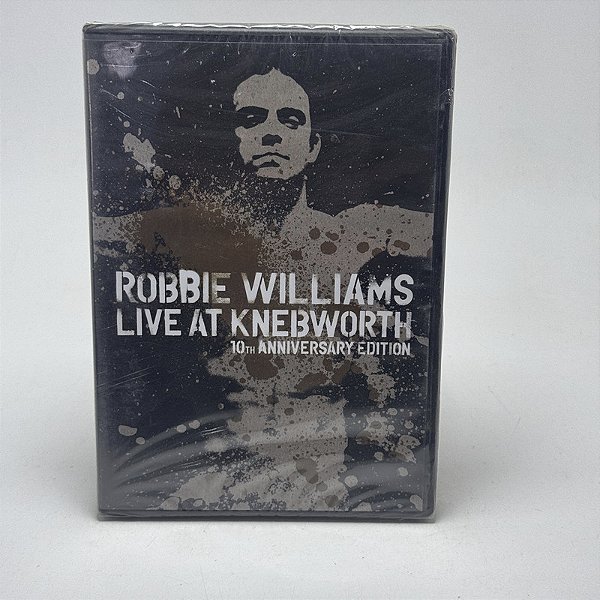 ROBBIE WILLIAMS
LIVE AT KNEBWORTH
10TH ANNIVERSARY EDITION